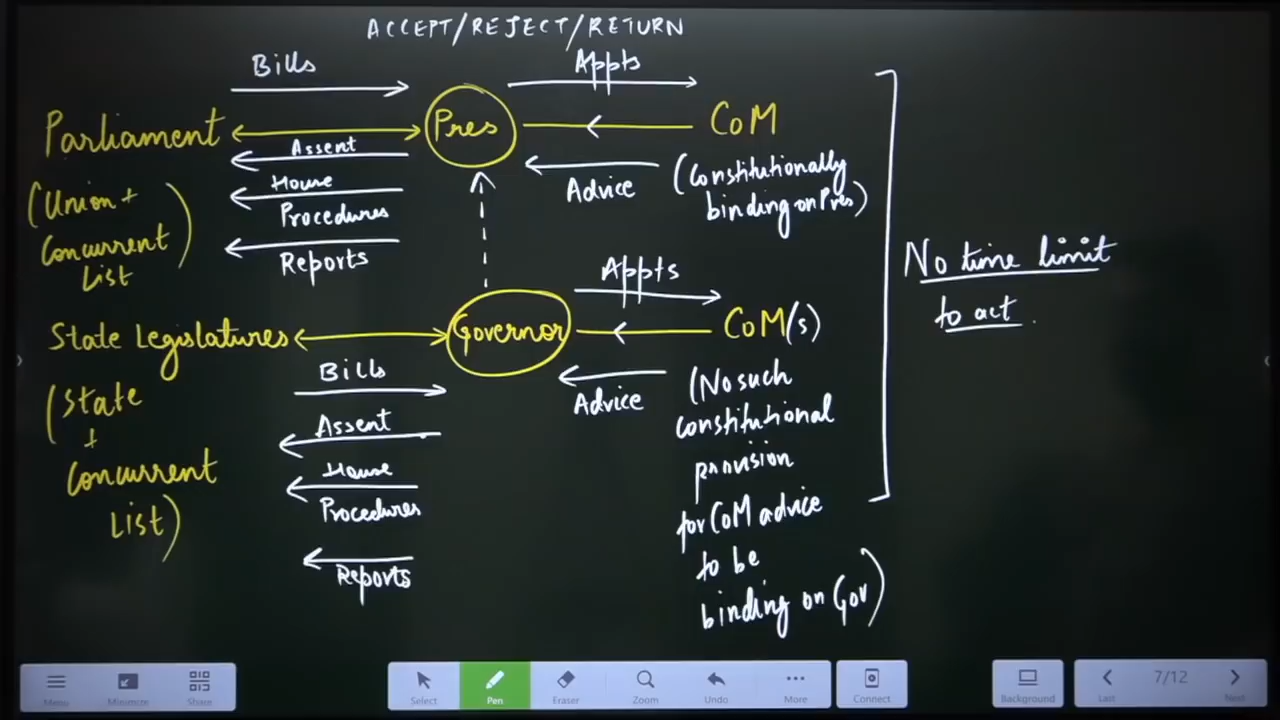 ACCEPT/REJECT/RETURN
Bills
Appts
Parliament
Pres
CoM
Assent
House
Procedures
Reports
Advice
(Constitutionally
binding on Pres)
(Union +
Concurrent
List)
No time limit
to act.
Appts
State Legislatures
Governor
CoM(s)
Bills
Assent
House
Procedures
Reports
Advice
(No such
constitutional
provision
for CoM advice
to be
binding on Gov)
(State
+
Concurrent
List)
Menu
Minimize
Share
Select
Pen
Eraser
Zoom
Undo
More
Connect
Background
Last
7/12
Next